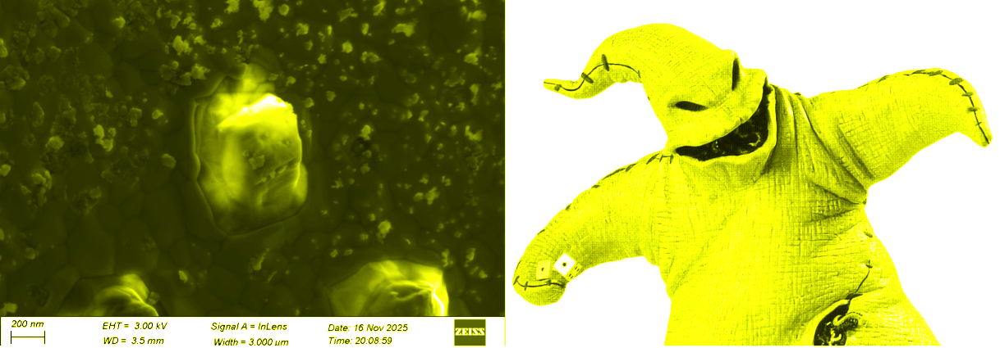 200 nm
EHT = 3.00 kV
Signal A = InLens
Date: 16 Nov 2025
ZEISS
WD = 3.5 mm
Width = 3.000 µm
Time: 20:08:59